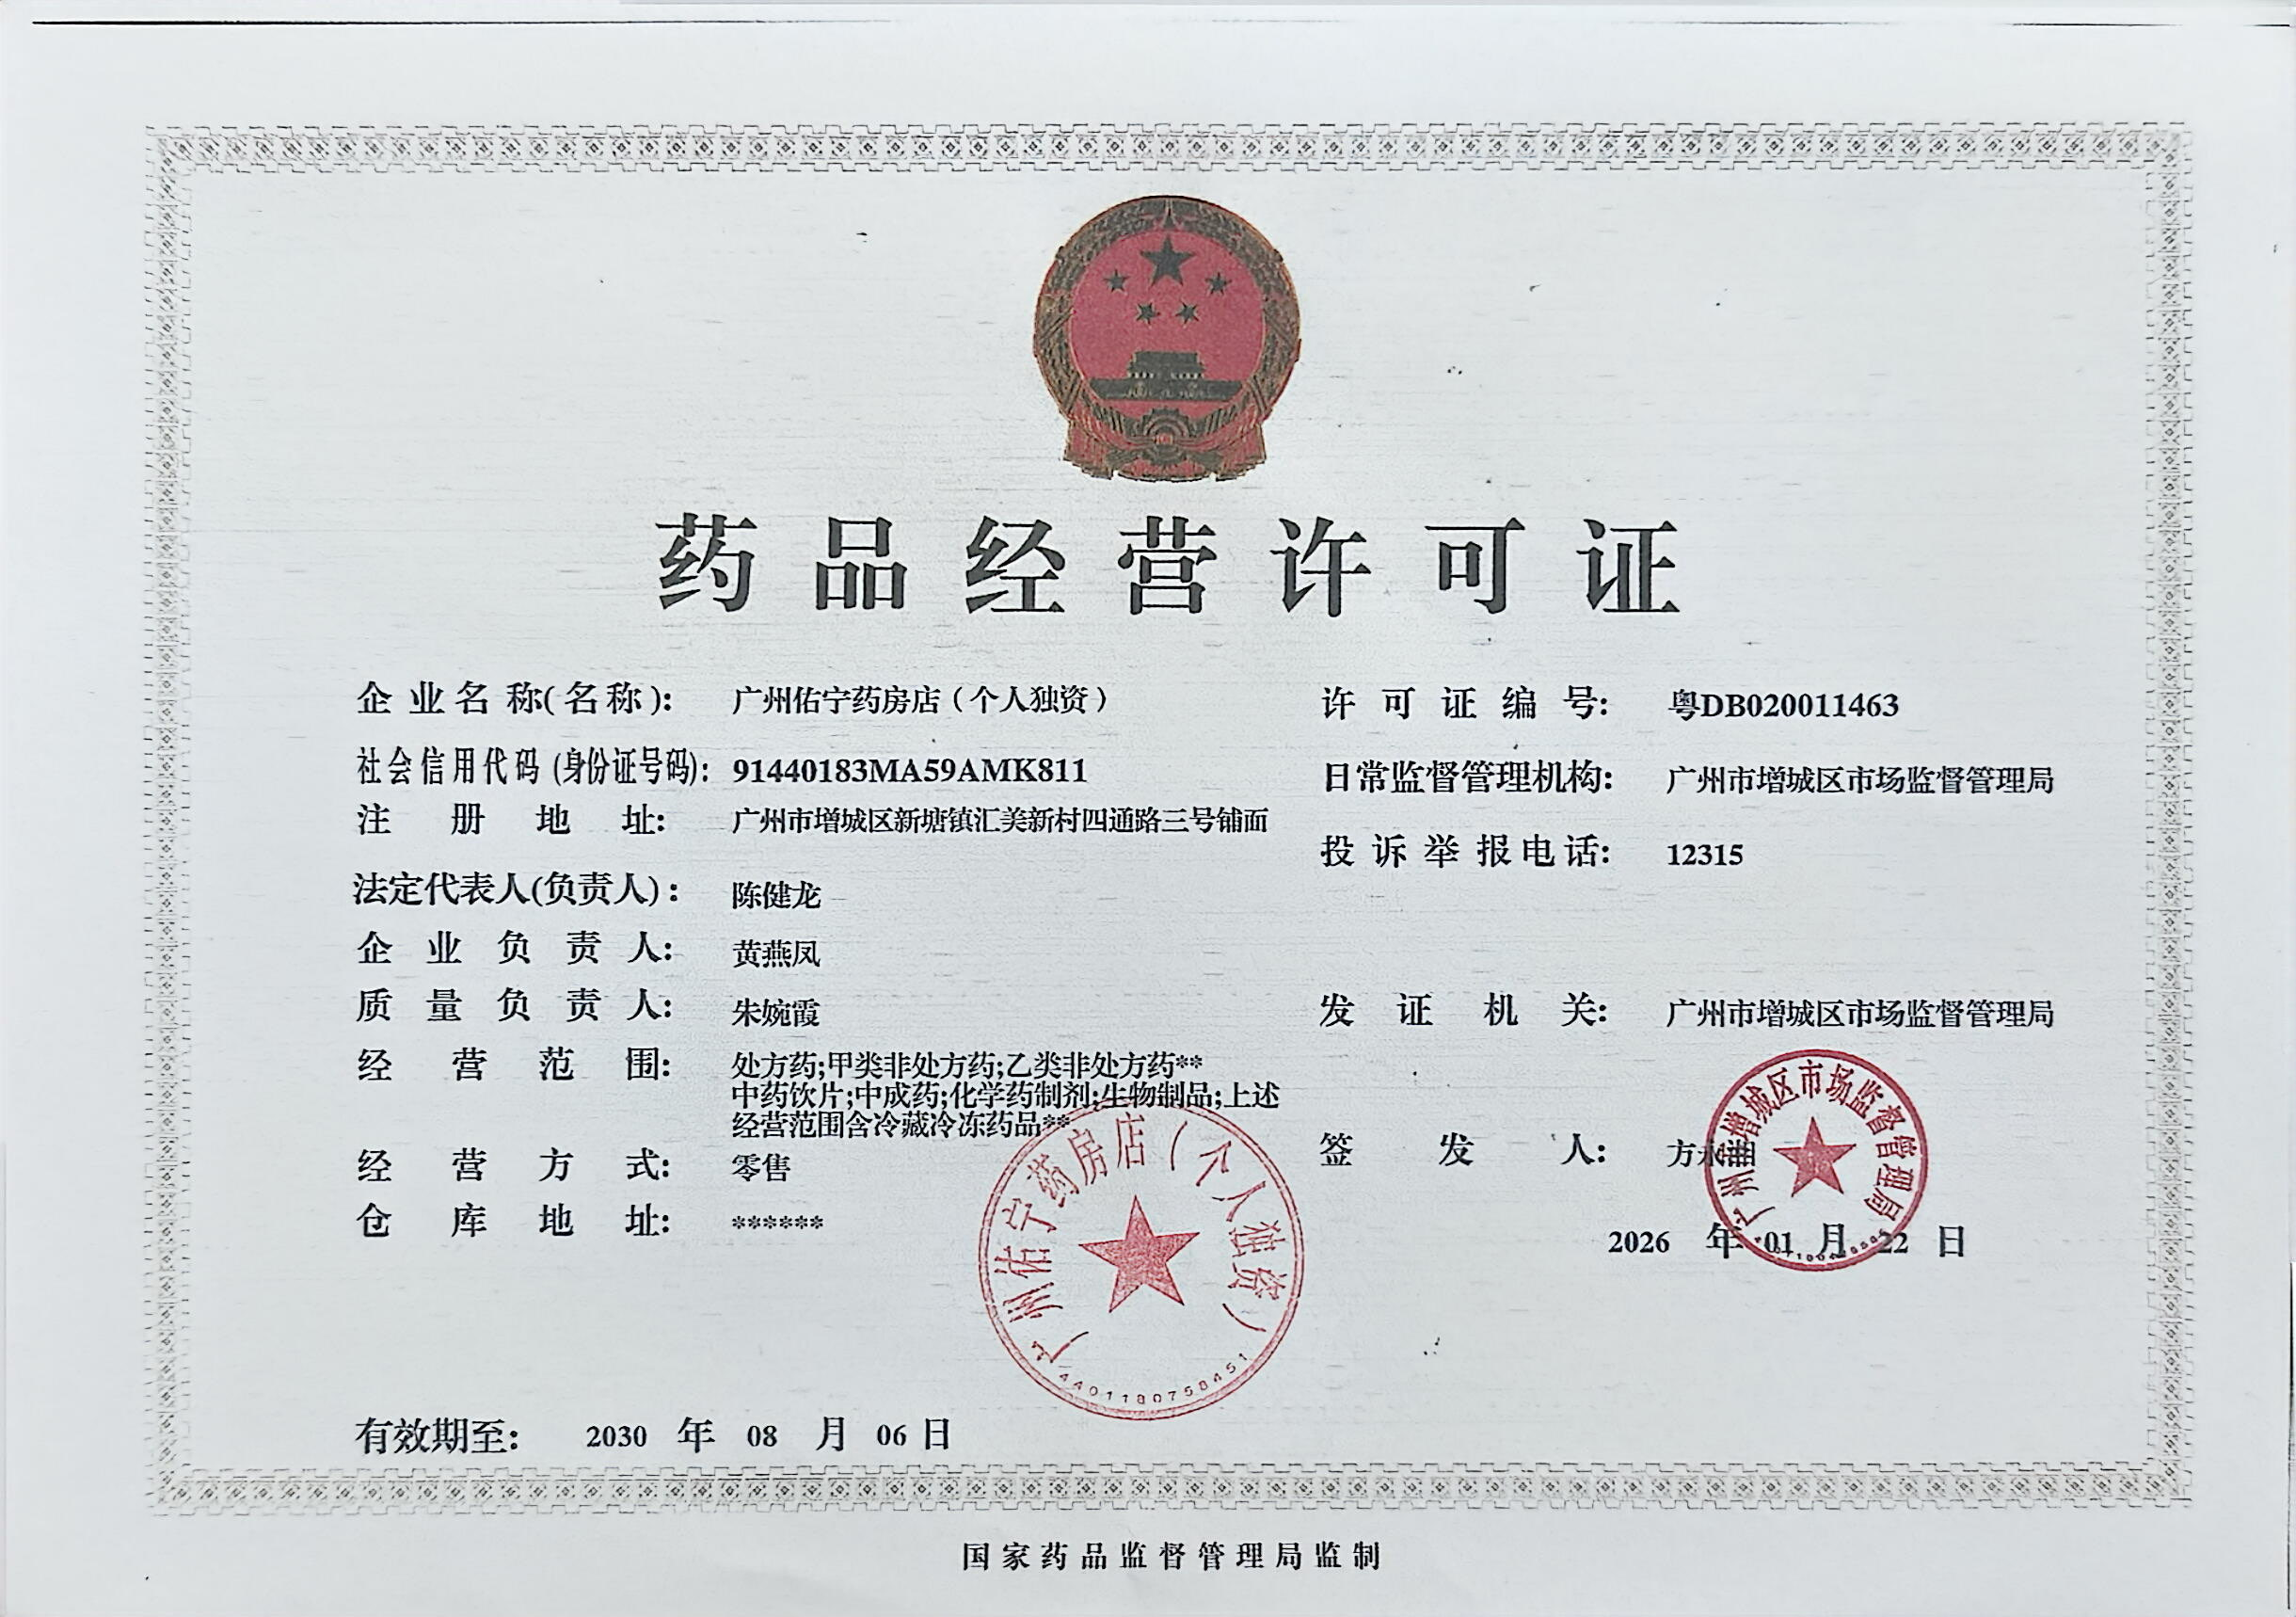 药品经营许可证
企业名称(名称): 广州佑宁药房店(个人独资)
社会信用代码(身份证号码): 91440183MA59AMK811
注册地址: 广州市增城区新塘镇汇美新村四通路三号铺面
法定代表人(负责人): 陈健龙
企业负责人: 黄燕凤
质量负责人: 朱婉霞
经营范围: 处方药;甲类非处方药;乙类非处方药**
中药饮片;中成药;化学药制剂;生物制品;上述
经营范围含冷藏冷冻药品**
经营方式: 零售
仓库地址: ******
许可证编号: 粤DB020011463
日常监督管理机构: 广州市增城区市场监督管理局
投诉举报电话: 12315
发证机关: 广州市增城区市场监督管理局
签发人: 方永
2026 年 01 月 22 日
广州市增城区市场监督管理局
广州佑宁药房店(个人独资)
4401180758451
有效期至: 2030 年 08 月 06 日
国家药品监督管理局监制